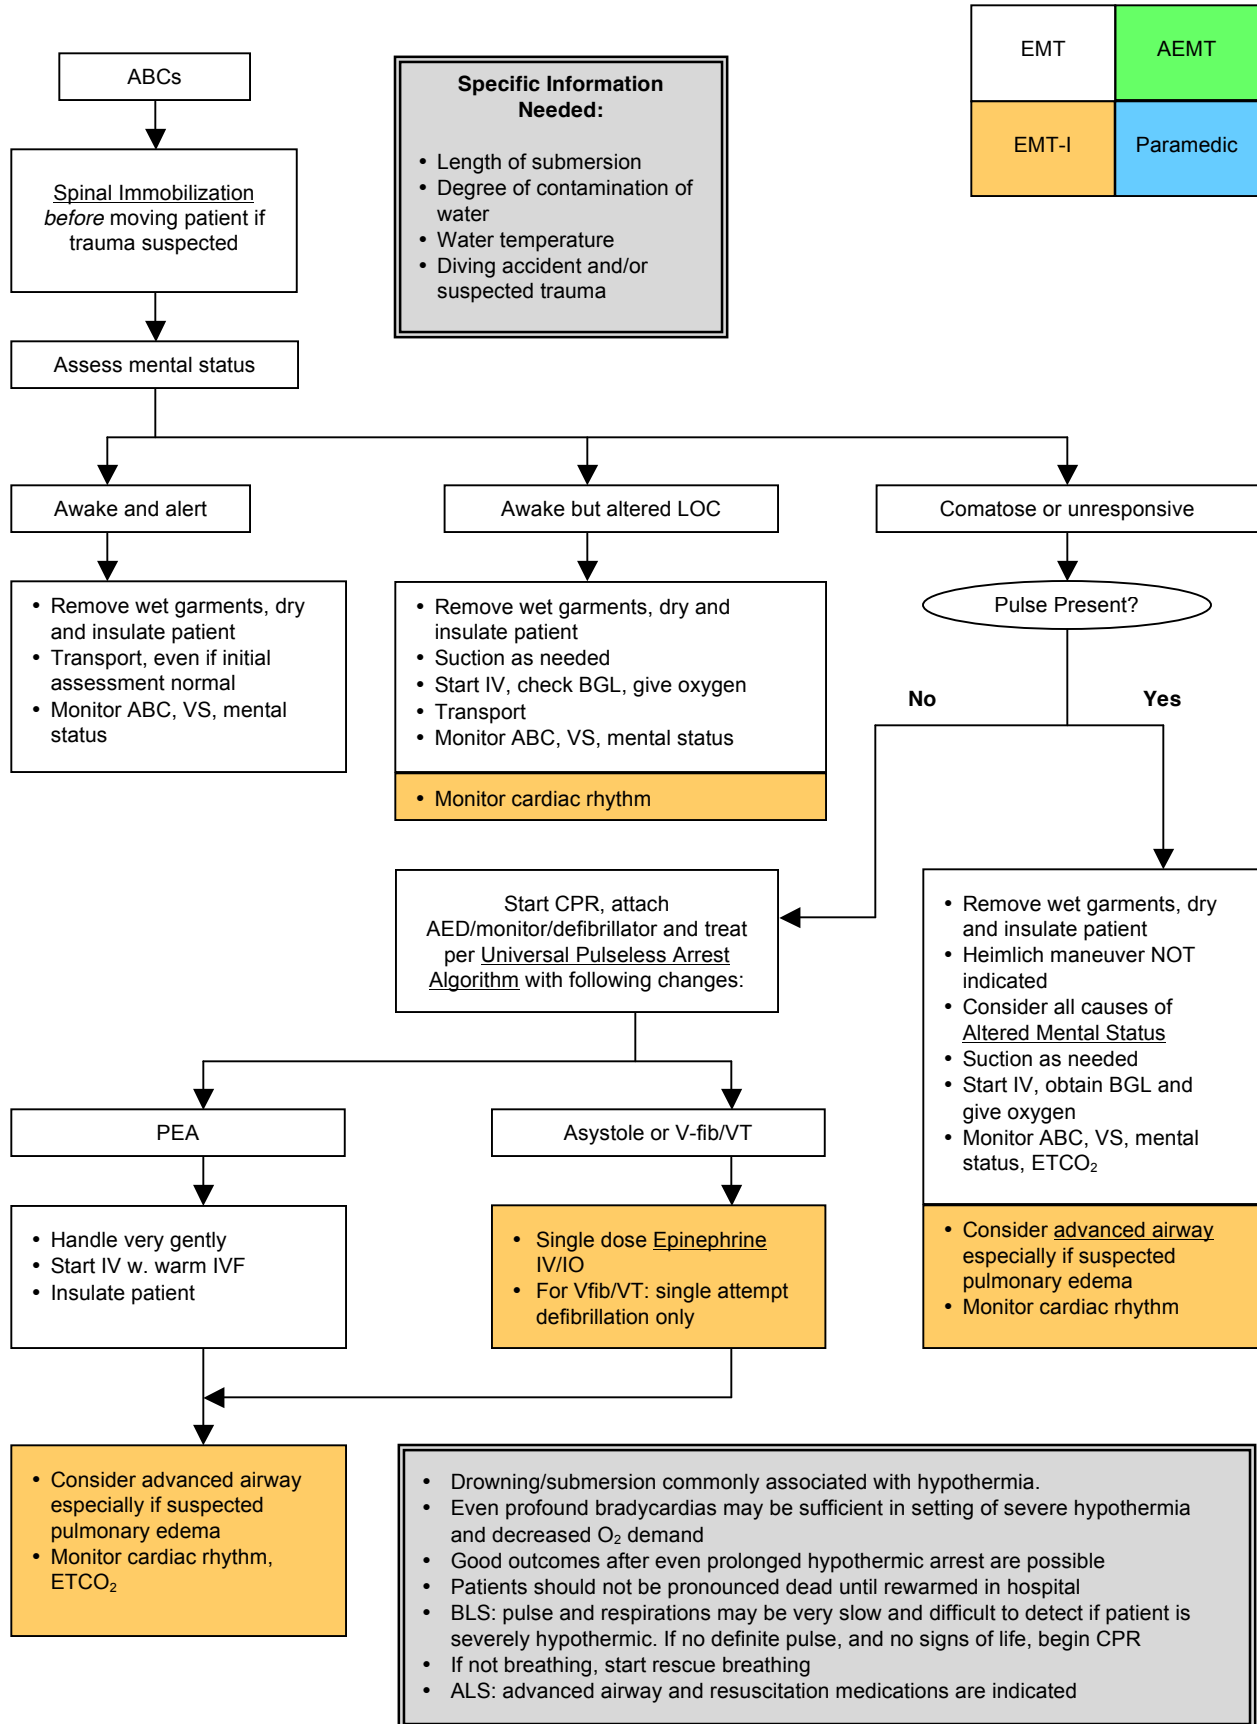 EMT
AEMT
EMT-I
Paramedic
ABCs
Specific Information
Needed:
• Length of submersion
• Degree of contamination of
water
• Water temperature
• Diving accident and/or
suspected trauma
Spinal Immobilization
before moving patient if
trauma suspected
Assess mental status
Awake and alert
Awake but altered LOC
Comatose or unresponsive
• Remove wet garments, dry
and insulate patient
• Transport, even if initial
assessment normal
• Monitor ABC, VS, mental
status
• Remove wet garments, dry and
insulate patient
• Suction as needed
• Start IV, check BGL, give oxygen
• Transport
• Monitor ABC, VS, mental status
• Monitor cardiac rhythm
Pulse Present?
No
Yes
Start CPR, attach
AED/monitor/defibrillator and treat
per Universal Pulseless Arrest
Algorithm with following changes:
• Remove wet garments, dry
and insulate patient
• Heimlich maneuver NOT
indicated
• Consider all causes of
Altered Mental Status
• Suction as needed
• Start IV, obtain BGL and
give oxygen
• Monitor ABC, VS, mental
status, ETCO2
• Consider advanced airway
especially if suspected
pulmonary edema
• Monitor cardiac rhythm
PEA
Asystole or V-fib/VT
• Handle very gently
• Start IV w. warm IVF
• Insulate patient
• Single dose Epinephrine
IV/IO
• For Vfib/VT: single attempt
defibrillation only
• Consider advanced airway
especially if suspected
pulmonary edema
• Monitor cardiac rhythm,
ETCO2
• Drowning/submersion commonly associated with hypothermia.
• Even profound bradycardias may be sufficient in setting of severe hypothermia
and decreased O2 demand
• Good outcomes after even prolonged hypothermic arrest are possible
• Patients should not be pronounced dead until rewarmed in hospital
• BLS: pulse and respirations may be very slow and difficult to detect if patient is
severely hypothermic. If no definite pulse, and no signs of life, begin CPR
• If not breathing, start rescue breathing
• ALS: advanced airway and resuscitation medications are indicated